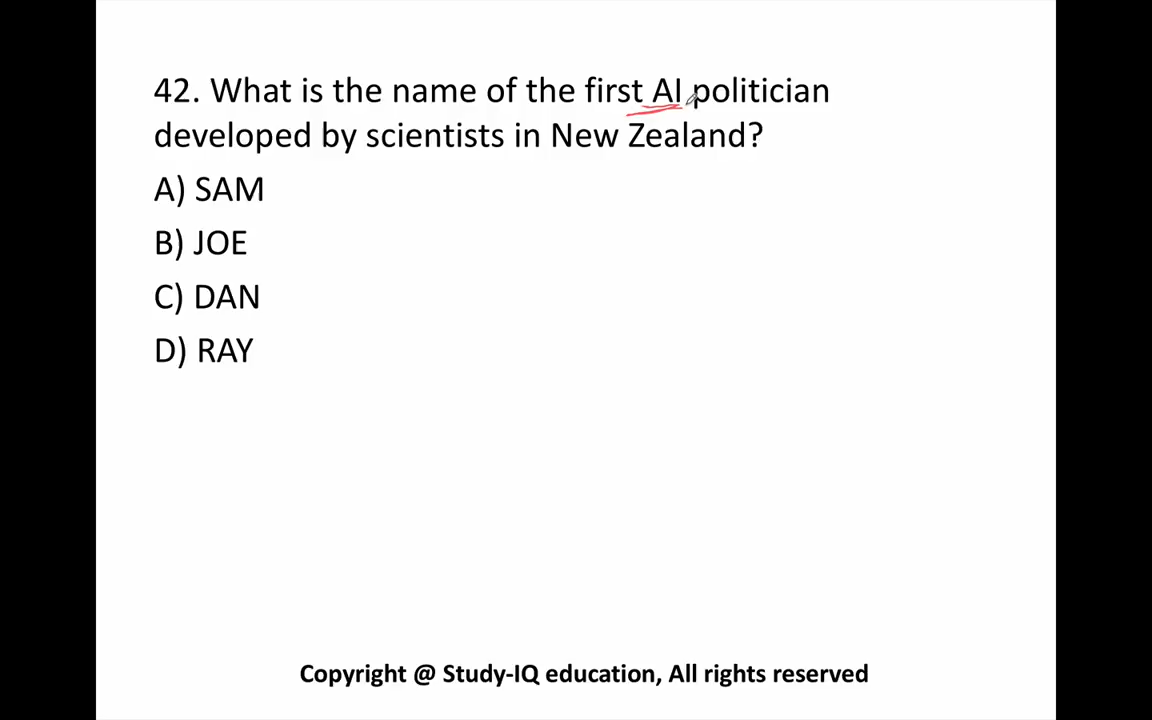 42. What is the name of the first AI politician
developed by scientists in New Zealand?
A) SAM
B) JOE
C) DAN
D) RAY
Copyright @ Study-IQ education, All rights reserved